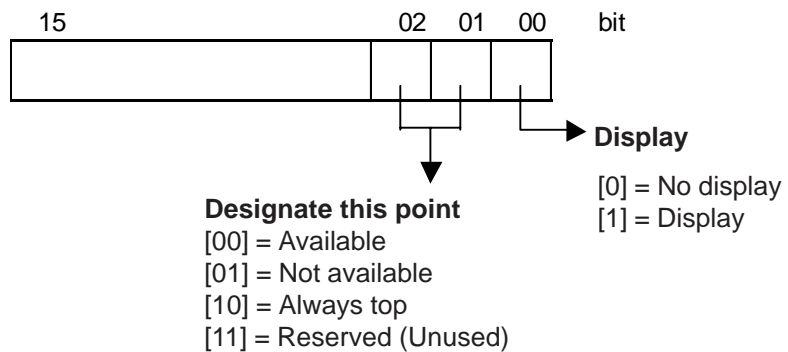 15 02 01 00 bit
Display
[0] = No display
[1] = Display
Designate this point
[00] = Available
[01] = Not available
[10] = Always top
[11] = Reserved (Unused)